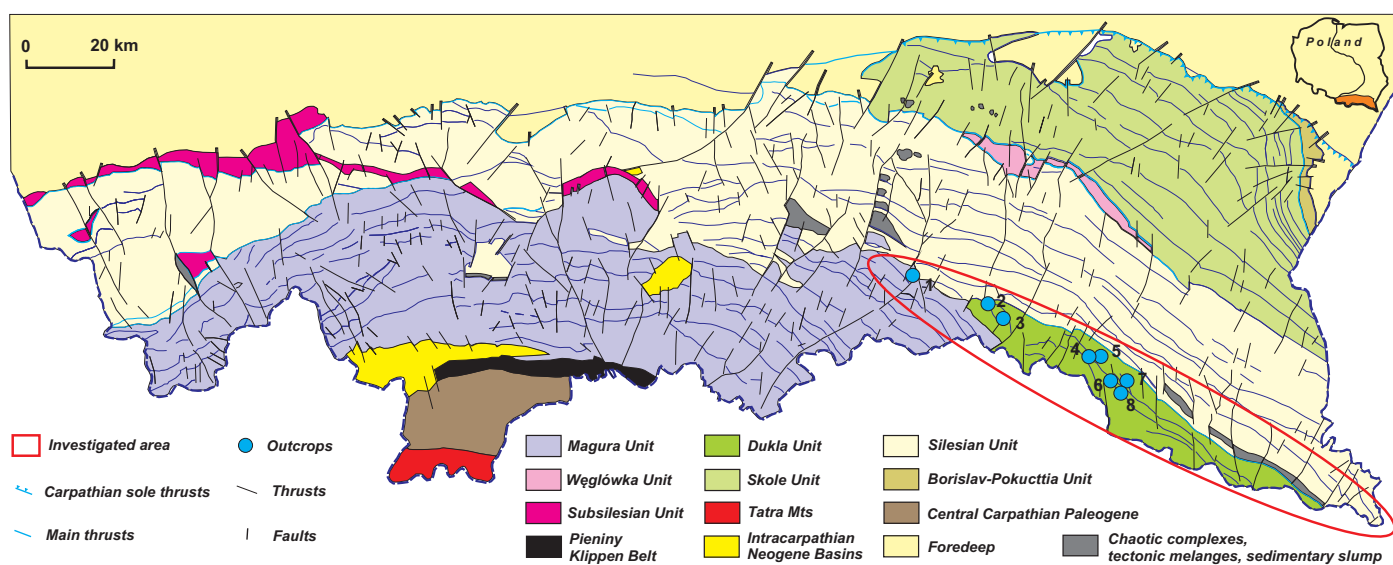 0 20 km
Poland
1
2
3
4 5
6 7
8
Investigated area
Outcrops
Carpathian sole thrusts
Thrusts
Main thrusts
Faults
Magura Unit
Węglówka Unit
Subsilesian Unit
Pieniny
Klippen Belt
Dukla Unit
Skole Unit
Tatra Mts
Intracarpathian
Neogene Basins
Silesian Unit
Borislav-Pokucttia Unit
Central Carpathian Paleogene
Foredeep
Chaotic complexes,
tectonic melanges, sedimentary slump